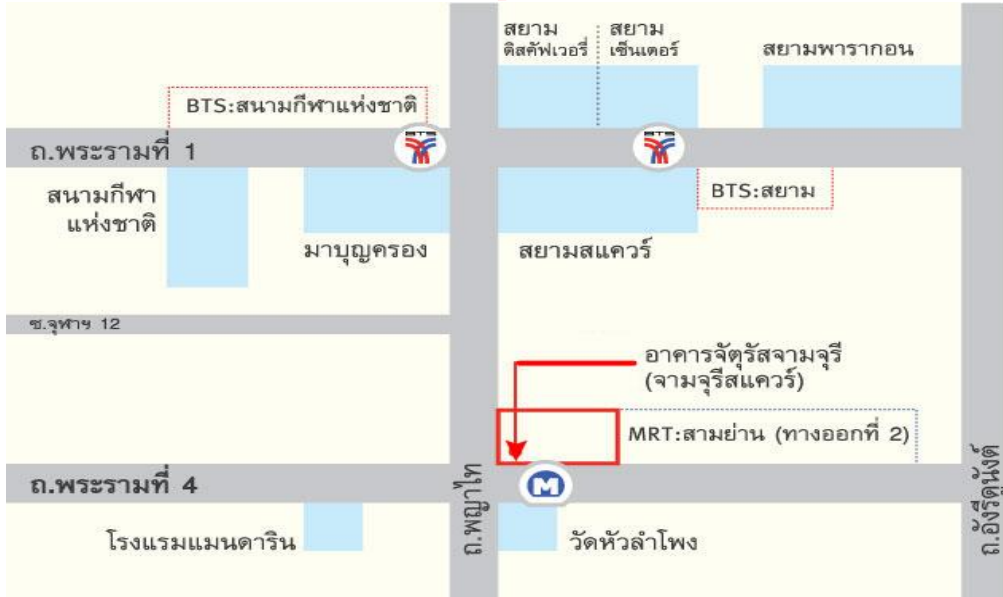 สยาม
ดิสคัฟเวอรี่
สยาม
เซ็นเตอร์
สยามพารากอน
BTS:สนามกีฬาแห่งชาติ
BTS
BTS
ถ.พระรามที่ 1
สนามกีฬา
แห่งชาติ
มาบุญครอง
สยามสแควร์
BTS:สยาม
ซ.จุฬาฯ 12
อาคารจัตุรัสจามจุรี
(จามจุรีสแควร์)
MRT:สามย่าน (ทางออกที่ 2)
ถ.พระรามที่ 4
M
ถ.พญาไท
ถ.อังรีดูนังต์
โรงแรมแมนดาริน
วัดหัวลำโพง